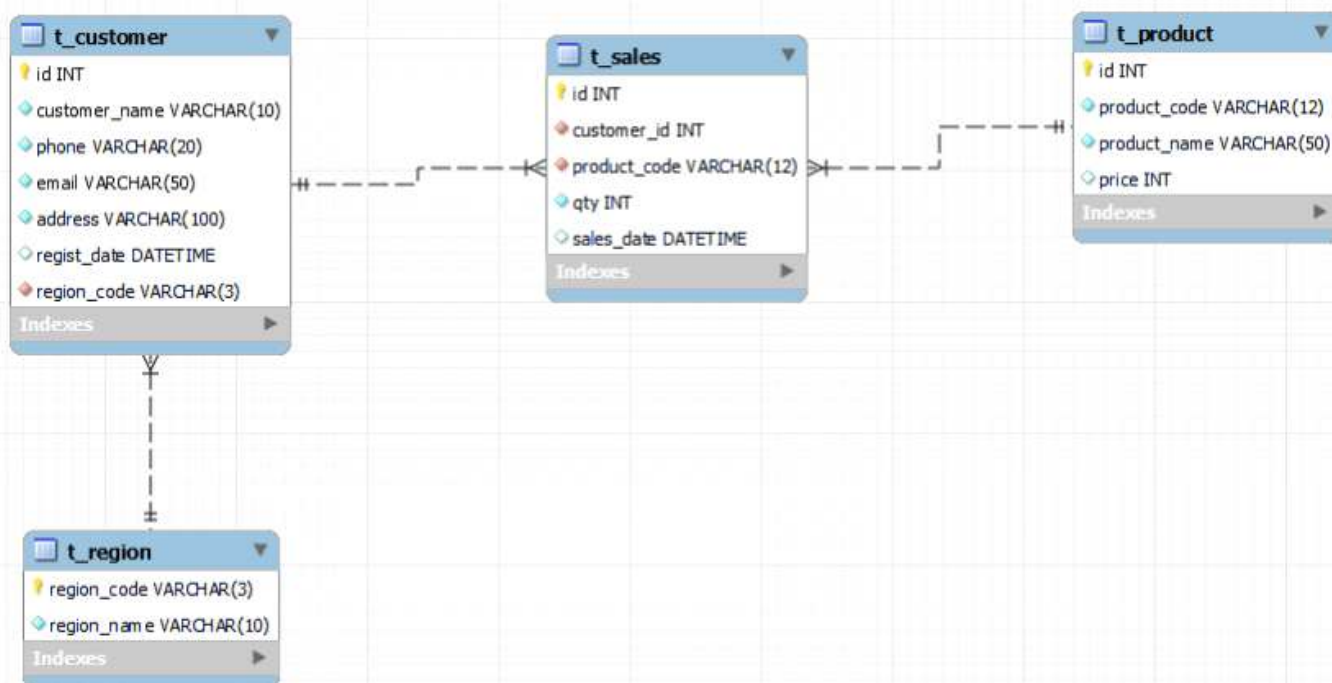 t_customer
id INT
customer_name VARCHAR(10)
phone VARCHAR(20)
email VARCHAR(50)
address VARCHAR(100)
regist_date DATETIME
region_code VARCHAR(3)
Indexes
t_sales
id INT
customer_id INT
product_code VARCHAR(12)
qty INT
sales_date DATETIME
Indexes
t_product
id INT
product_code VARCHAR(12)
product_name VARCHAR(50)
price INT
Indexes
t_region
region_code VARCHAR(3)
region_name VARCHAR(10)
Indexes